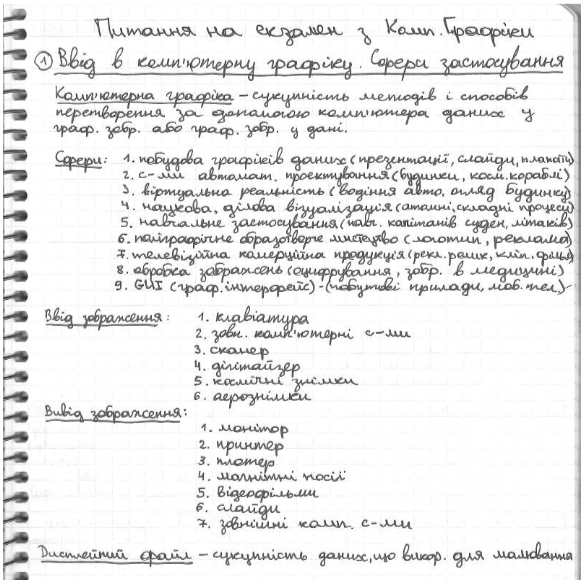 Питання на екзамен з Комп. Графіки
① Ввід в комп'ютерну графіку. Сфери застосування
Комп'ютерна графіка – сукупність методів і способів
перетворення за допомогою комп'ютера даних у
граф. зобр. або граф. зобр. у дані.
Сфери: 1. побудова графіків даних (презентації, слайди, плакати)
2. с-ми автомат. проектування (будинки, косм. кораблі)
3. віртуальна реальність (водіння авто, огляд будинку)
4. наукова, ділова візуалізація (атомні, складні процеси)
5. навчальне застосування (навч. капітанів суден, літаків)
6. поліграфічне образотворче мистецтво (логотип, реклама)
7. телевізійна комерційна продукція (рекл. ролик, кліп, фільм)
8. обробка зображень (оцифрування, зобр. в медицині)
9. GUI (граф. інтерфейс) - (побутові прилади, моб. тел.)
Ввід зображення: 1. клавіатура
2. зовн. комп'ютерні с-ми
3. сканер
4. дігітайзер
5. космічні знімки
6. аерознімки
Вивід зображення:
1. монітор
2. принтер
3. плотер
4. магнітні носії
5. відеофільми
6. слайди
7. зовнішні комп. с-ми
Дисплейний файл – сукупність даних, що викор. для малювання